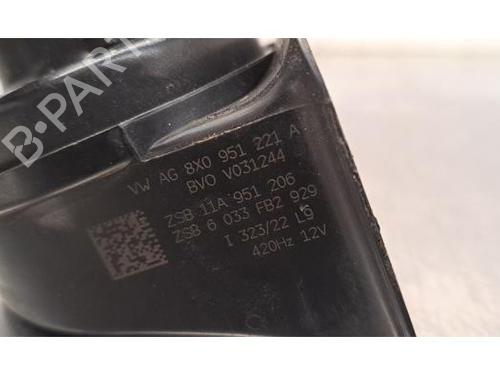 B-PARTS
VW AG 8X0 951 221 A
BVO V031244
ZSB 11A 951 206
ZSB 6 033 FB2 929
I 323/22 L9
420Hz 12V